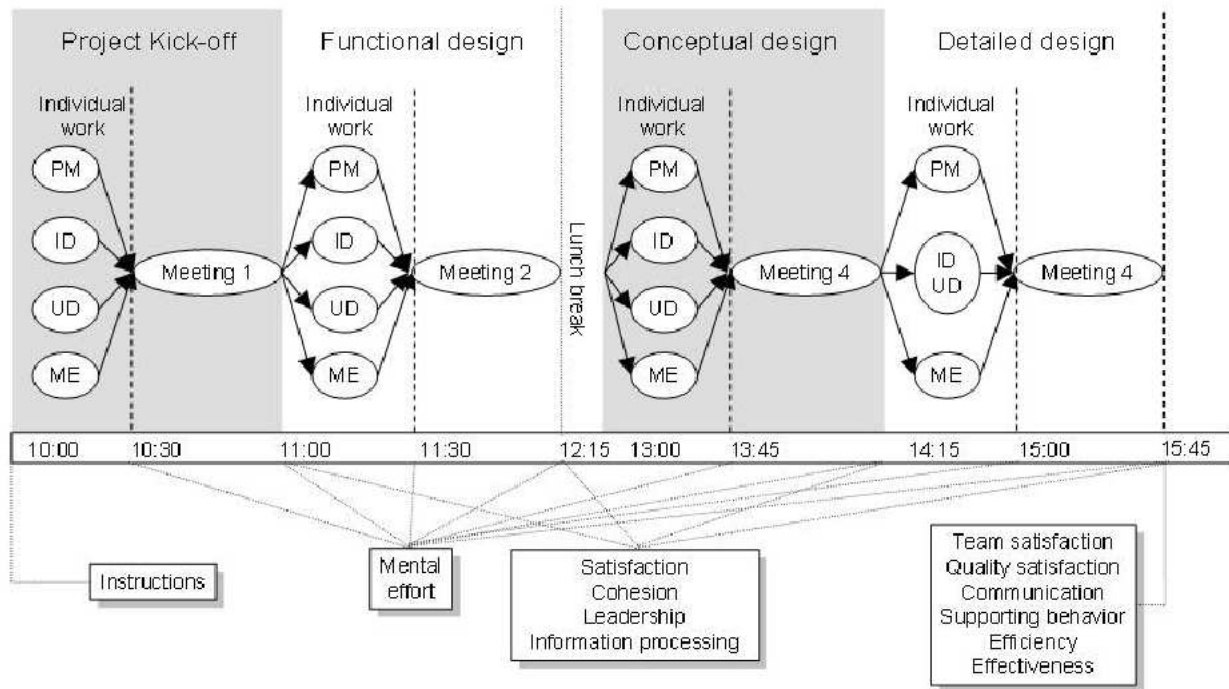 Project Kick-off
Functional design
Conceptual design
Detailed design
Individual
work
Individual
work
Individual
work
Individual
work
PM
PM
PM
PM
ID
ID
ID
ID
UD
Meeting 1
Meeting 2
Lunch break
Meeting 4
Meeting 4
UD
UD
UD
ME
ME
ME
ME
10:00
10:30
11:00
11:30
12:15
13:00
13:45
14:15
15:00
15:45
Instructions
Mental
effort
Satisfaction
Cohesion
Leadership
Information processing
Team satisfaction
Quality satisfaction
Communication
Supporting behavior
Efficiency
Effectiveness